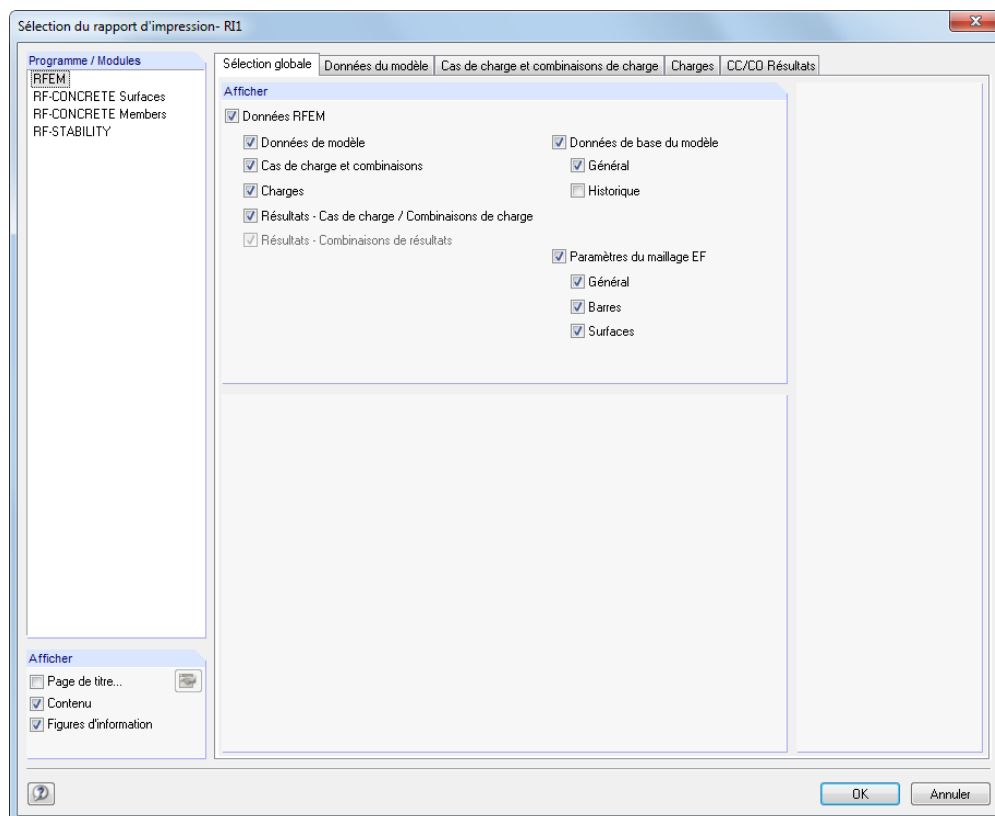 Sélection du rapport d'impression- RI1
Programme / Modules
RFEM
RF-CONCRETE Surfaces
RF-CONCRETE Members
RF-STABILITY
Sélection globale
Données du modèle
Cas de charge et combinaisons de charge
Charges
CC/CO Résultats
Afficher
Données RFEM
Données de modèle
Cas de charge et combinaisons
Charges
Résultats - Cas de charge / Combinaisons de charge
Résultats - Combinaisons de résultats
Données de base du modèle
Général
Historique
Paramètres du maillage EF
Général
Barres
Surfaces
Afficher
Page de titre...
Contenu
Figures d'information
OK
Annuler